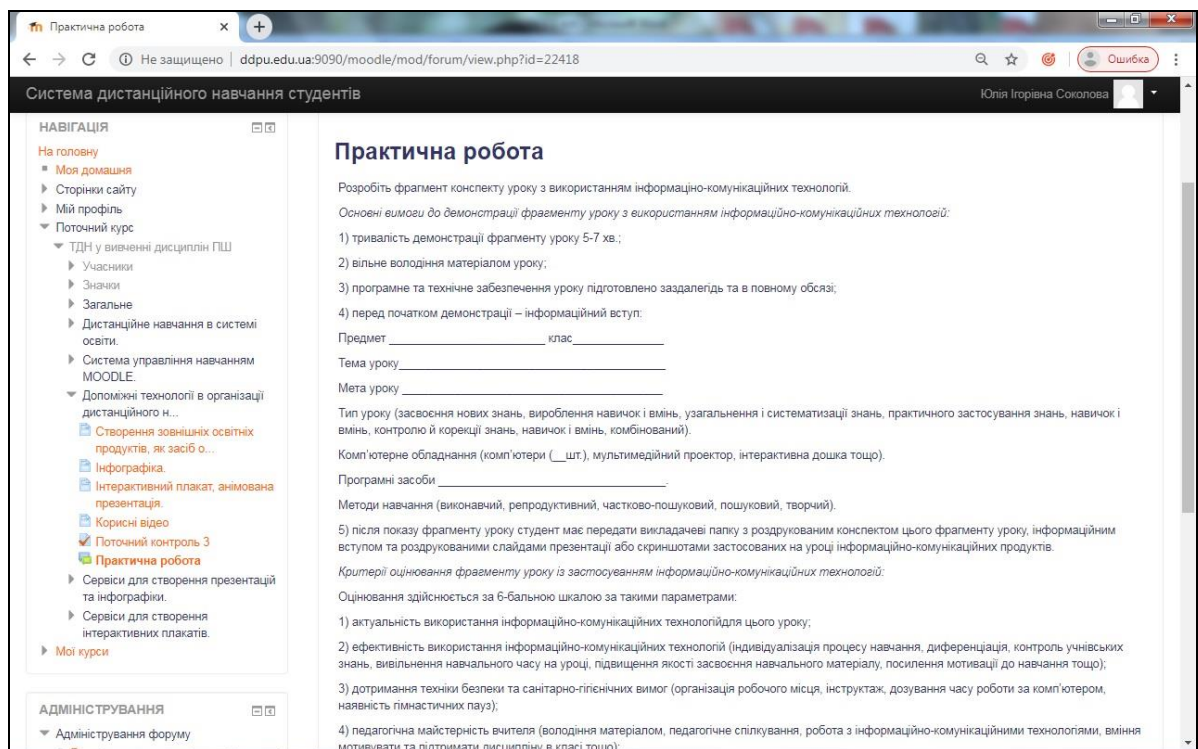 Практична робота
Не защищено | ddpu.edu.ua:9090/moodle/mod/forum/view.php?id=22418
Ошибка
Система дистанційного навчання студентів
Юлія Ігорівна Соколова
НАВІГАЦІЯ
На головну
Моя домашня
Сторінки сайту
Мій профіль
Поточний курс
ТДН у вивченні дисциплін ПШ
Учасники
Значки
Загальне
Дистанційне навчання в системі
освіти.
Система управління навчанням
MOODLE.
Допоміжні технології в організації
дистанційного н...
Створення зовнішніх освітніх
продуктів, як засіб о...
Інфографіка.
Інтерактивний плакат, анімована
презентація.
Корисні відео
Поточний контроль 3
Практична робота
Сервіси для створення презентацій
та інфографіки.
Сервіси для створення
інтерактивних плакатів.
Мої курси
АДМІНІСТРУВАННЯ
Адміністрування форуму
Практична робота
Розробіть фрагмент конспекту уроку з використанням інформаціно-комунікаційних технологій.
Основні вимоги до демонстрації фрагменту уроку з використанням інформаційно-комунікаційних технологій:
1) тривалість демонстрації фрагменту уроку 5-7 хв.;
2) вільне володіння матеріалом уроку;
3) програмне та технічне забезпечення уроку підготовлено заздалегідь та в повному обсязі;
4) перед початком демонстрації – інформаційний вступ:
Предмет ________________________ клас______________
Тема уроку_________________________________________
Мета уроку ________________________________________
Тип уроку (засвоєння нових знань, вироблення навичок і вмінь, узагальнення і систематизації знань, практичного застосування знань, навичок і
вмінь, контролю й корекції знань, навичок і вмінь, комбінований).
Комп'ютерне обладнання (комп'ютери (__шт.), мультимедійний проектор, інтерактивна дошка тощо).
Програмні засоби ___________________________________.
Методи навчання (виконавчий, репродуктивний, частково-пошуковий, пошуковий, творчий).
5) після показу фрагменту уроку студент має передати викладачеві папку з роздрукованим конспектом цього фрагменту уроку, інформаційним
вступом та роздрукованими слайдами презентації або скриншотами застосованих на уроці інформаційно-комунікаційних продуктів.
Критерії оцінювання фрагменту уроку із застосуванням інформаційно-комунікаційних технологій:
Оцінювання здійснюється за 6-бальною шкалою за такими параметрами:
1) актуальність використання інформаційно-комунікаційних технологійдля цього уроку;
2) ефективність використання інформаційно-комунікаційних технологій (індивідуалізація процесу навчання, диференціація, контроль учнівських
знань, вивільнення навчального часу на уроці, підвищення якості засвоєння навчального матеріалу, посилення мотивації до навчання тощо);
3) дотримання техніки безпеки та санітарно-гігієнічних вимог (організація робочого місця, інструктаж, дозування часу роботи за комп'ютером,
наявність гімнастичних пауз);
4) педагогічна майстерність вчителя (володіння матеріалом, педагогічне спілкування, робота з інформаційно-комунікаційними технологіями, вміння
мотивувати та підтримати дисципліну в класі тощо);